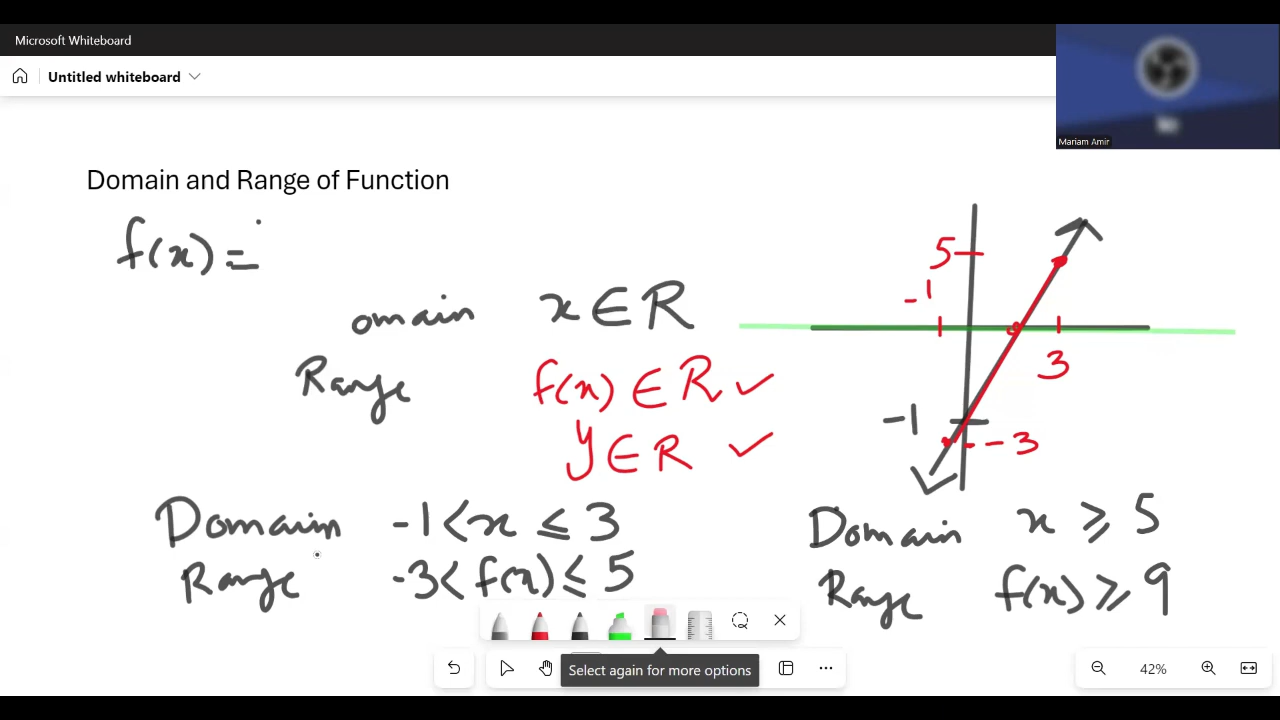 Microsoft Whiteboard
Untitled whiteboard
Mariam Amir
Domain and Range of Function
f(x) =
omain x ∈ R
Range f(x) ∈ R ✓
y ∈ R ✓
5
-1
3
-1
-3
Domain -1 < x ≤ 3
Range -3 < f(x) ≤ 5
Domain x ≥ 5
Range f(x) ≥ 9
Select again for more options
42%